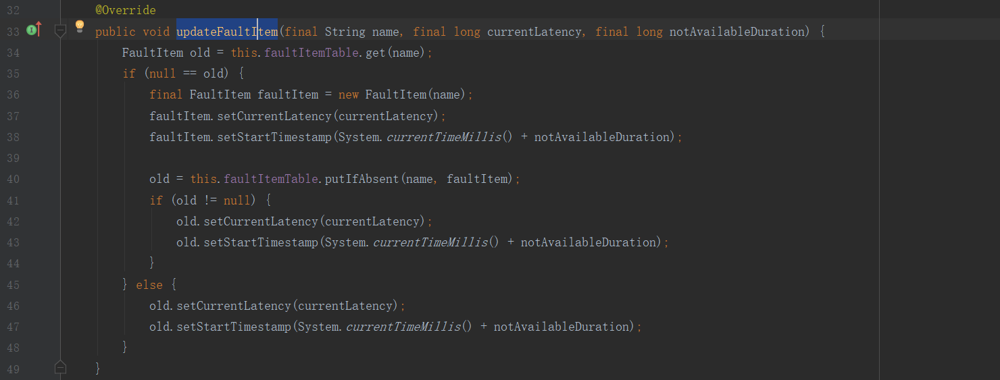 32 @Override
33 public void updateFaultItem(final String name, final long currentLatency, final long notAvailableDuration) {
34 FaultItem old = this.faultItemTable.get(name);
35 if (null == old) {
36 final FaultItem faultItem = new FaultItem(name);
37 faultItem.setCurrentLatency(currentLatency);
38 faultItem.setStartTimestamp(System.currentTimeMillis() + notAvailableDuration);
39
40 old = this.faultItemTable.putIfAbsent(name, faultItem);
41 if (old != null) {
42 old.setCurrentLatency(currentLatency);
43 old.setStartTimestamp(System.currentTimeMillis() + notAvailableDuration);
44 }
45 } else {
46 old.setCurrentLatency(currentLatency);
47 old.setStartTimestamp(System.currentTimeMillis() + notAvailableDuration);
48 }
49 }